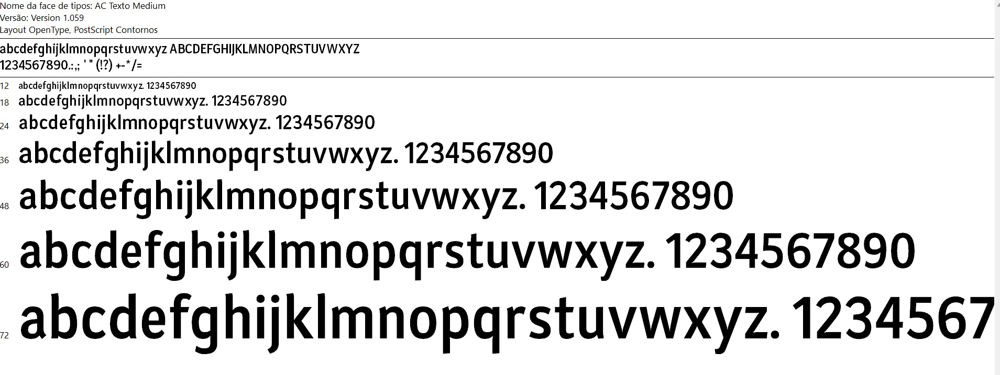 Nome da face de tipos: AC Texto Medium
Versão: Version 1.059
Layout OpenType, PostScript Contornos
abcdefghijklmnopqrstuvwxyz ABCDEFGHIJKLMNOPQRSTUVWXYZ
1234567890.:,; ' " (!?) +-*/=
12 abcdefghijklmnopqrstuvwxyz. 1234567890
18 abcdefghijklmnopqrstuvwxyz. 1234567890
24 abcdefghijklmnopqrstuvwxyz. 1234567890
36 abcdefghijklmnopqrstuvwxyz. 1234567890
48 abcdefghijklmnopqrstuvwxyz. 1234567890
60 abcdefghijklmnopqrstuvwxyz. 1234567890
72 abcdefghijklmnopqrstuvwxyz. 1234567